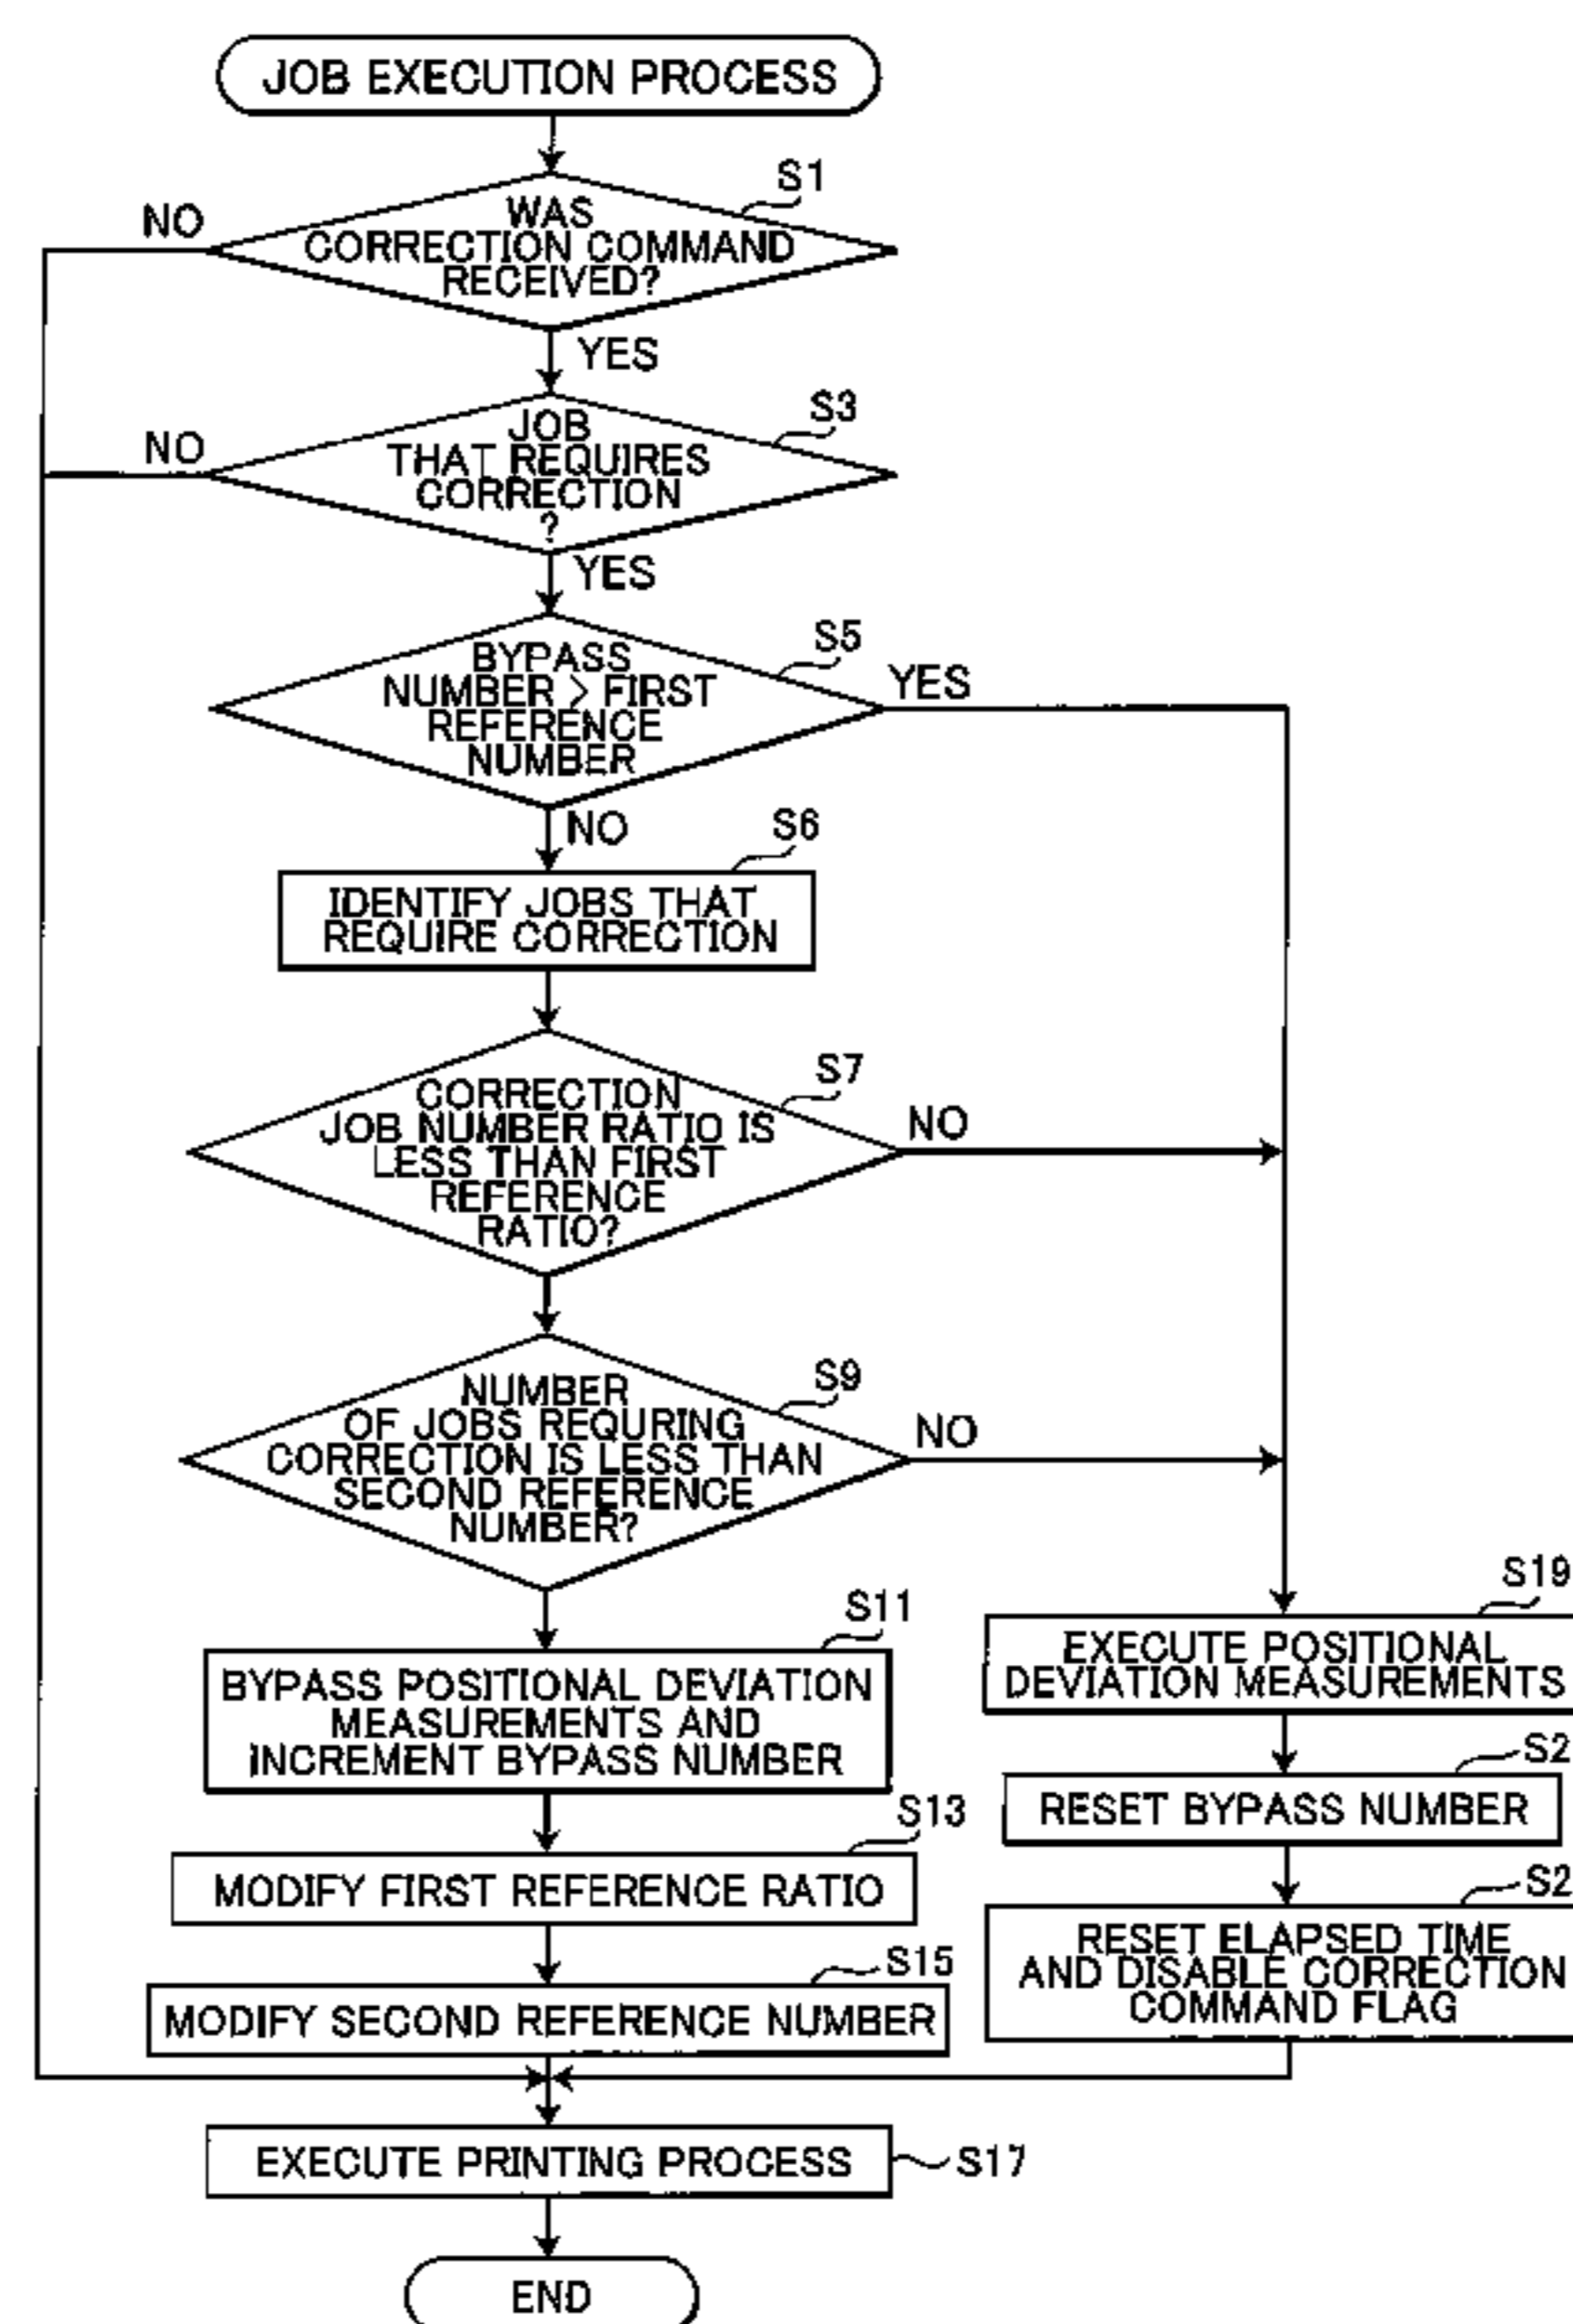 JOB EXECUTION PROCESS
S1
NO
WAS
CORRECTION COMMAND
RECEIVED?
YES
S3
NO
JOB
THAT REQUIRES
CORRECTION
?
YES
S5
BYPASS
NUMBER > FIRST
REFERENCE
NUMBER
YES
NO
S6
IDENTIFY JOBS THAT
REQUIRE CORRECTION
S7
CORRECTION
JOB NUMBER RATIO IS
LESS THAN FIRST
REFERENCE
RATIO?
NO
S9
NUMBER
OF JOBS REQURING
CORRECTION IS LESS THAN
SECOND REFERENCE
NUMBER?
NO
S11
BYPASS POSITIONAL DEVIATION
MEASUREMENTS AND
INCREMENT BYPASS NUMBER
S13
MODIFY FIRST REFERENCE RATIO
S15
MODIFY SECOND REFERENCE NUMBER
S19
EXECUTE POSITIONAL
DEVIATION MEASUREMENTS
S2
RESET BYPASS NUMBER
S2
RESET ELAPSED TIME
AND DISABLE CORRECTION
COMMAND FLAG
EXECUTE PRINTING PROCESS
S17
END